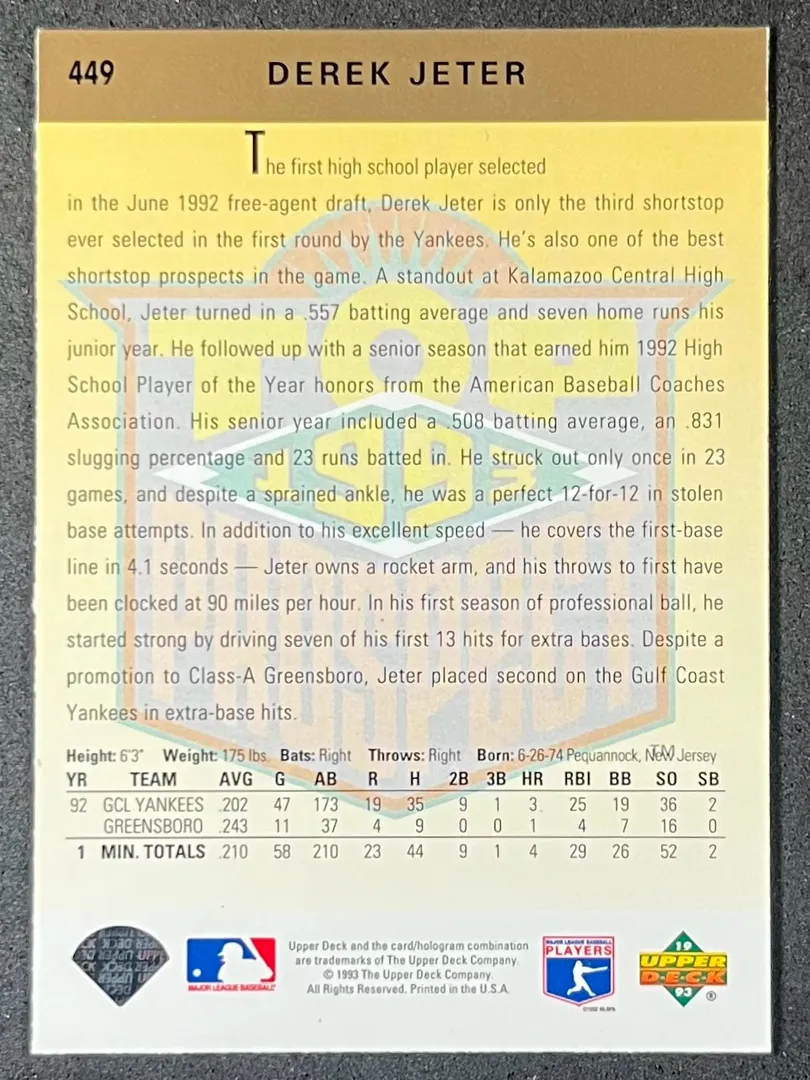 449 DEREK JETER
The first high school player selected
in the June 1992 free-agent draft, Derek Jeter is only the third shortstop
ever selected in the first round by the Yankees. He's also one of the best
shortstop prospects in the game. A standout at Kalamazoo Central High
School, Jeter turned in a .557 batting average and seven home runs his
junior year. He followed up with a senior season that earned him 1992 High
School Player of the Year honors from the American Baseball Coaches
Association. His senior year included a .508 batting average, an .831
slugging percentage and 23 runs batted in. He struck out only once in 23
games, and despite a sprained ankle, he was a perfect 12-for-12 in stolen
base attempts. In addition to his excellent speed — he covers the first-base
line in 4.1 seconds — Jeter owns a rocket arm, and his throws to first have
been clocked at 90 miles per hour. In his first season of professional ball, he
started strong by driving seven of his first 13 hits for extra bases. Despite a
promotion to Class-A Greensboro, Jeter placed second on the Gulf Coast
Yankees in extra-base hits.
TOP
1993
PROSPECT
TM
Height: 6'3" Weight: 175 lbs. Bats: Right Throws: Right Born: 6-26-74 Pequannock, New Jersey
YR TEAM AVG G AB R H 2B 3B HR RBI BB SO SB
92 GCL YANKEES .202 47 173 19 35 9 1 3 25 19 36 2
GREENSBORO .243 11 37 4 9 0 0 1 4 7 16 0
1 MIN. TOTALS .210 58 210 23 44 9 1 4 29 26 52 2
MAJOR LEAGUE BASEBALL
Upper Deck and the card/hologram combination
are trademarks of The Upper Deck Company.
© 1993 The Upper Deck Company.
All Rights Reserved. Printed in the U.S.A.
MAJOR LEAGUE BASEBALL
PLAYERS
19
UPPER
DECK
93 ®